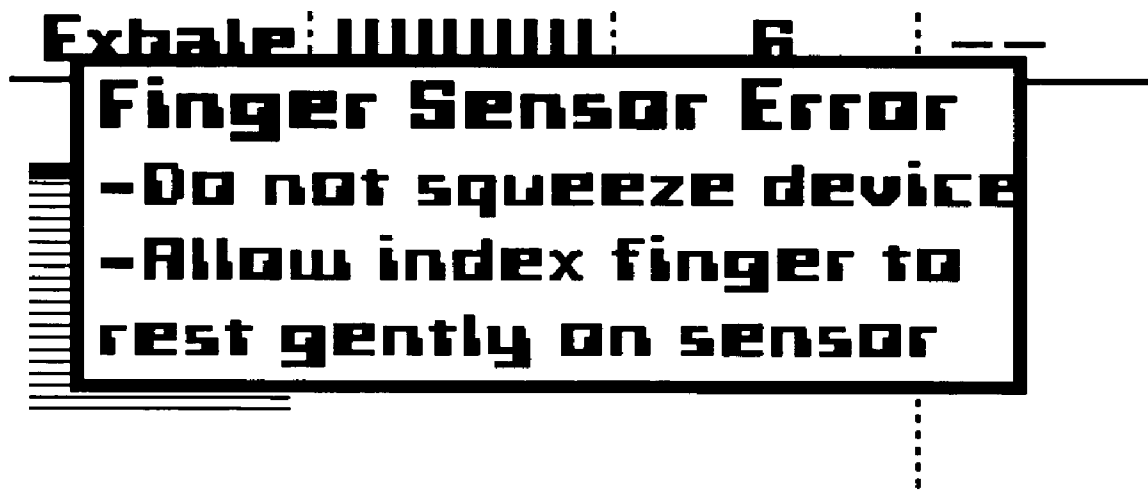 Exhale 6 --
Finger Sensor Error
-Do not squeeze device
-Allow index finger to
rest gently on sensor